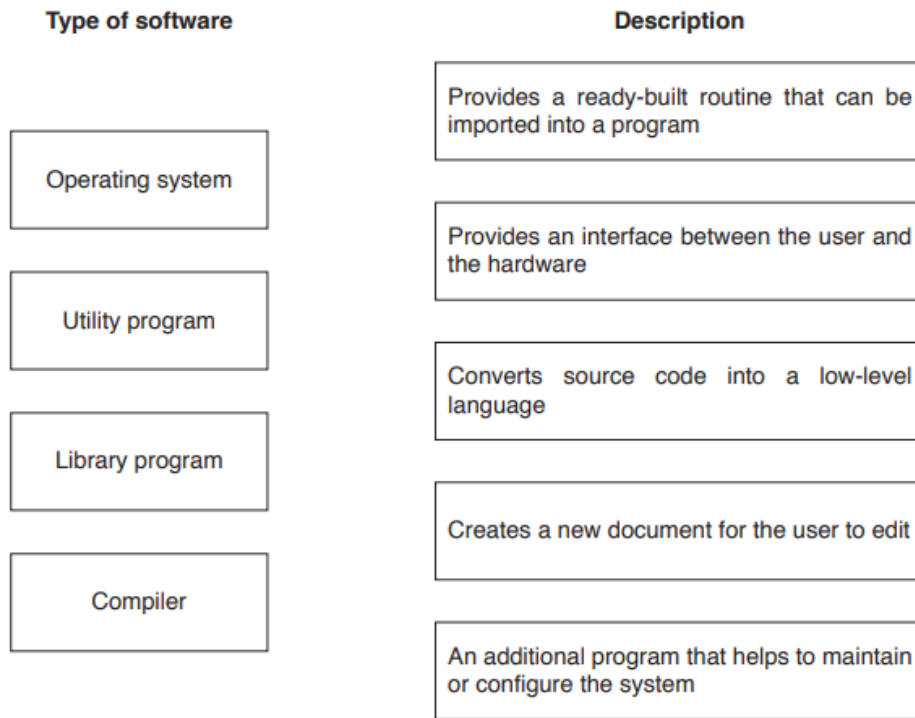 Type of software
Description
Operating system
Utility program
Library program
Compiler
Provides a ready-built routine that can be
imported into a program
Provides an interface between the user and
the hardware
Converts source code into a low-level
language
Creates a new document for the user to edit
An additional program that helps to maintain
or configure the system